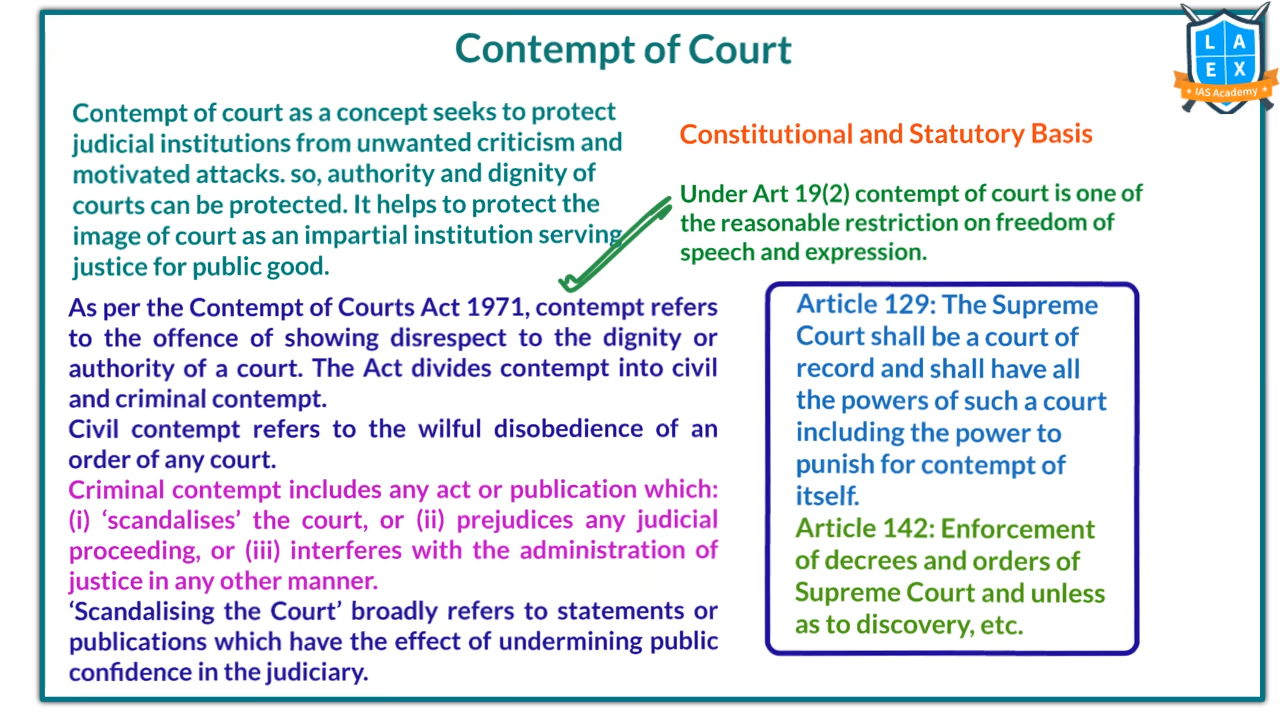 Contempt of Court
L A
E X
IAS Academy
Contempt of court as a concept seeks to protect
judicial institutions from unwanted criticism and
motivated attacks. so, authority and dignity of
courts can be protected. It helps to protect the
image of court as an impartial institution serving
justice for public good.
As per the Contempt of Courts Act 1971, contempt refers
to the offence of showing disrespect to the dignity or
authority of a court. The Act divides contempt into civil
and criminal contempt.
Civil contempt refers to the wilful disobedience of an
order of any court.
Criminal contempt includes any act or publication which:
(i) ‘scandalises’ the court, or (ii) prejudices any judicial
proceeding, or (iii) interferes with the administration of
justice in any other manner.
‘Scandalising the Court’ broadly refers to statements or
publications which have the effect of undermining public
confidence in the judiciary.
Constitutional and Statutory Basis
Under Art 19(2) contempt of court is one of
the reasonable restriction on freedom of
speech and expression.
Article 129: The Supreme
Court shall be a court of
record and shall have all
the powers of such a court
including the power to
punish for contempt of
itself.
Article 142: Enforcement
of decrees and orders of
Supreme Court and unless
as to discovery, etc.